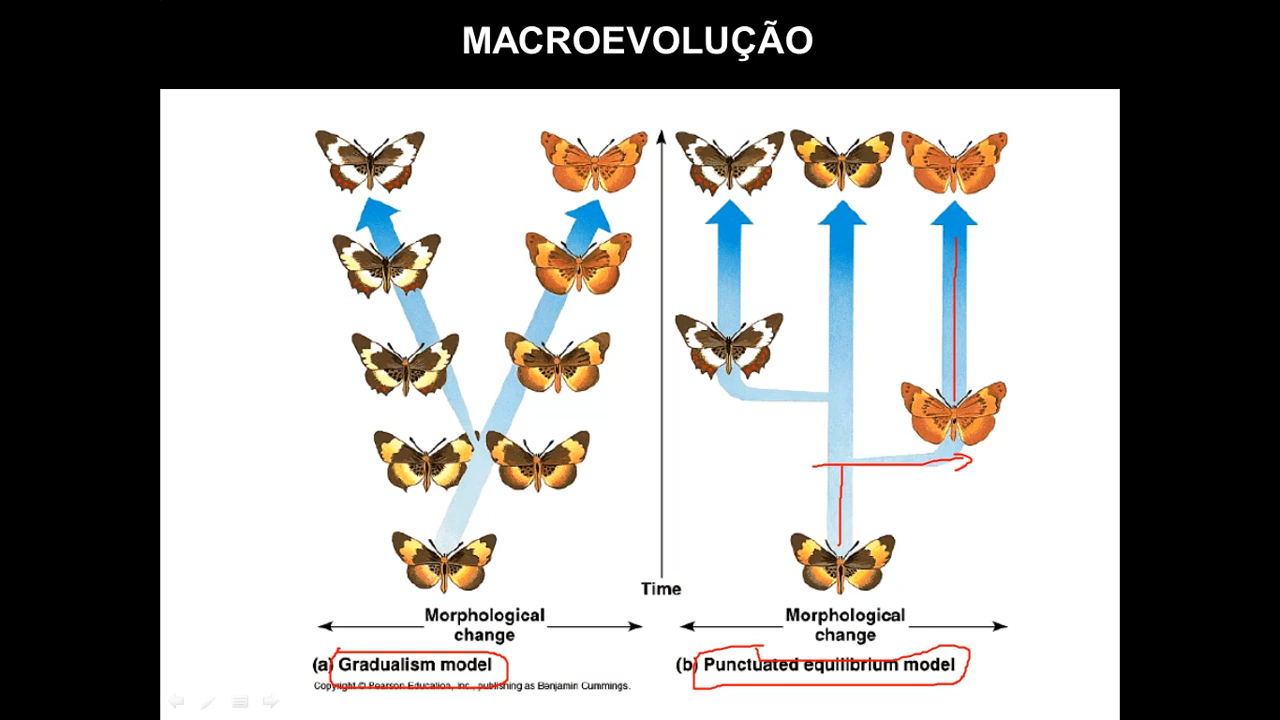 MACROEVOLUÇÃO
Time
Morphological
change
Morphological
change
(a) Gradualism model
(b) Punctuated equilibrium model
Copyright © Pearson Education, Inc., publishing as Benjamin Cummings.